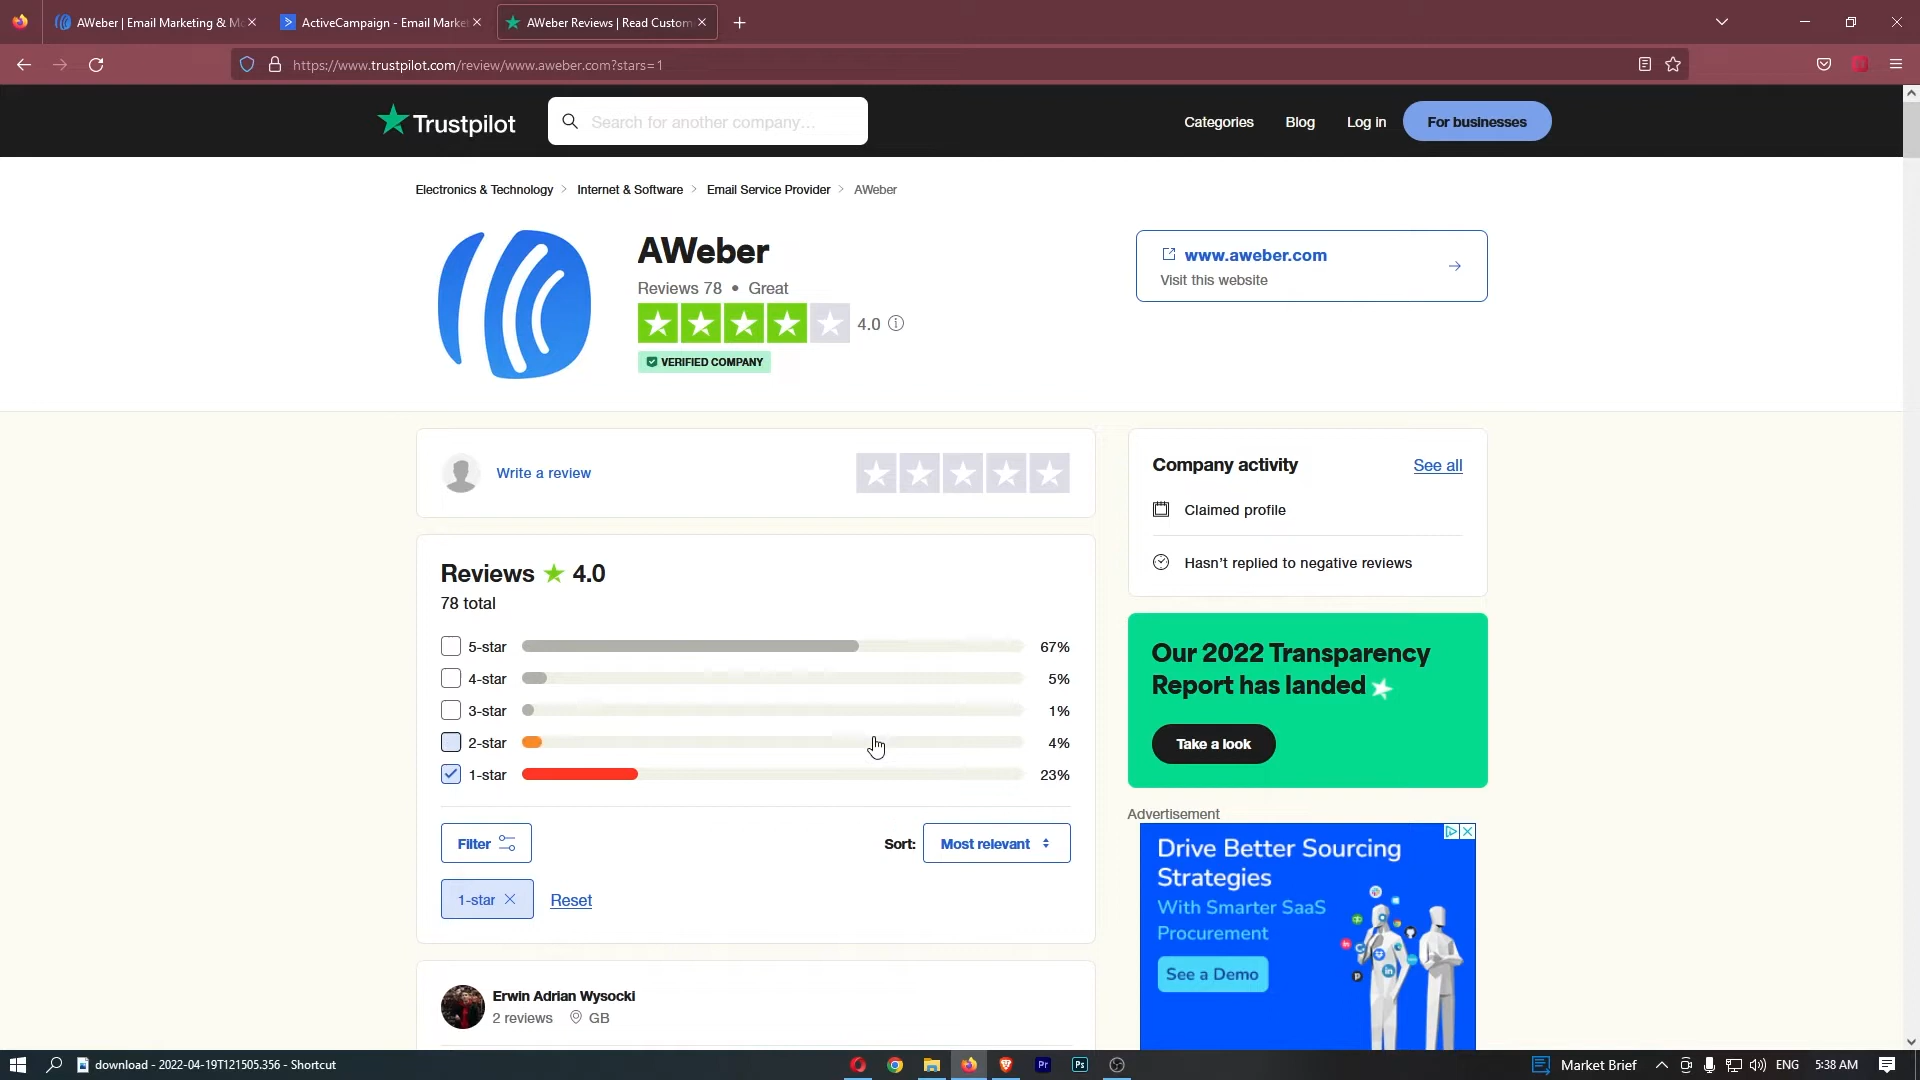 AWeber | Email Marketing & Mo
ActiveCampaign - Email Marke
AWeber Reviews | Read Custom
https://www.trustpilot.com/review/www.aweber.com?stars=1
Trustpilot
Search for another company...
Categories
Blog
Log in
For businesses
Electronics & Technology
Internet & Software
Email Service Provider
AWeber
AWeber
Reviews 78 • Great
4.0
VERIFIED COMPANY
www.aweber.com
Visit this website
Write a review
Company activity
See all
Claimed profile
Hasn't replied to negative reviews
Reviews 4.0
78 total
5-star 67%
4-star 5%
3-star 1%
2-star 4%
1-star 23%
Filter
Sort: Most relevant
1-star
Reset
Our 2022 Transparency
Report has landed
Take a look
Advertisement
Drive Better Sourcing
Strategies
With Smarter SaaS
Procurement
See a Demo
Erwin Adrian Wysocki
2 reviews GB
download - 2022-04-19T121505.356 - Shortcut
Pr
Ps
Market Brief
ENG
5:38 AM